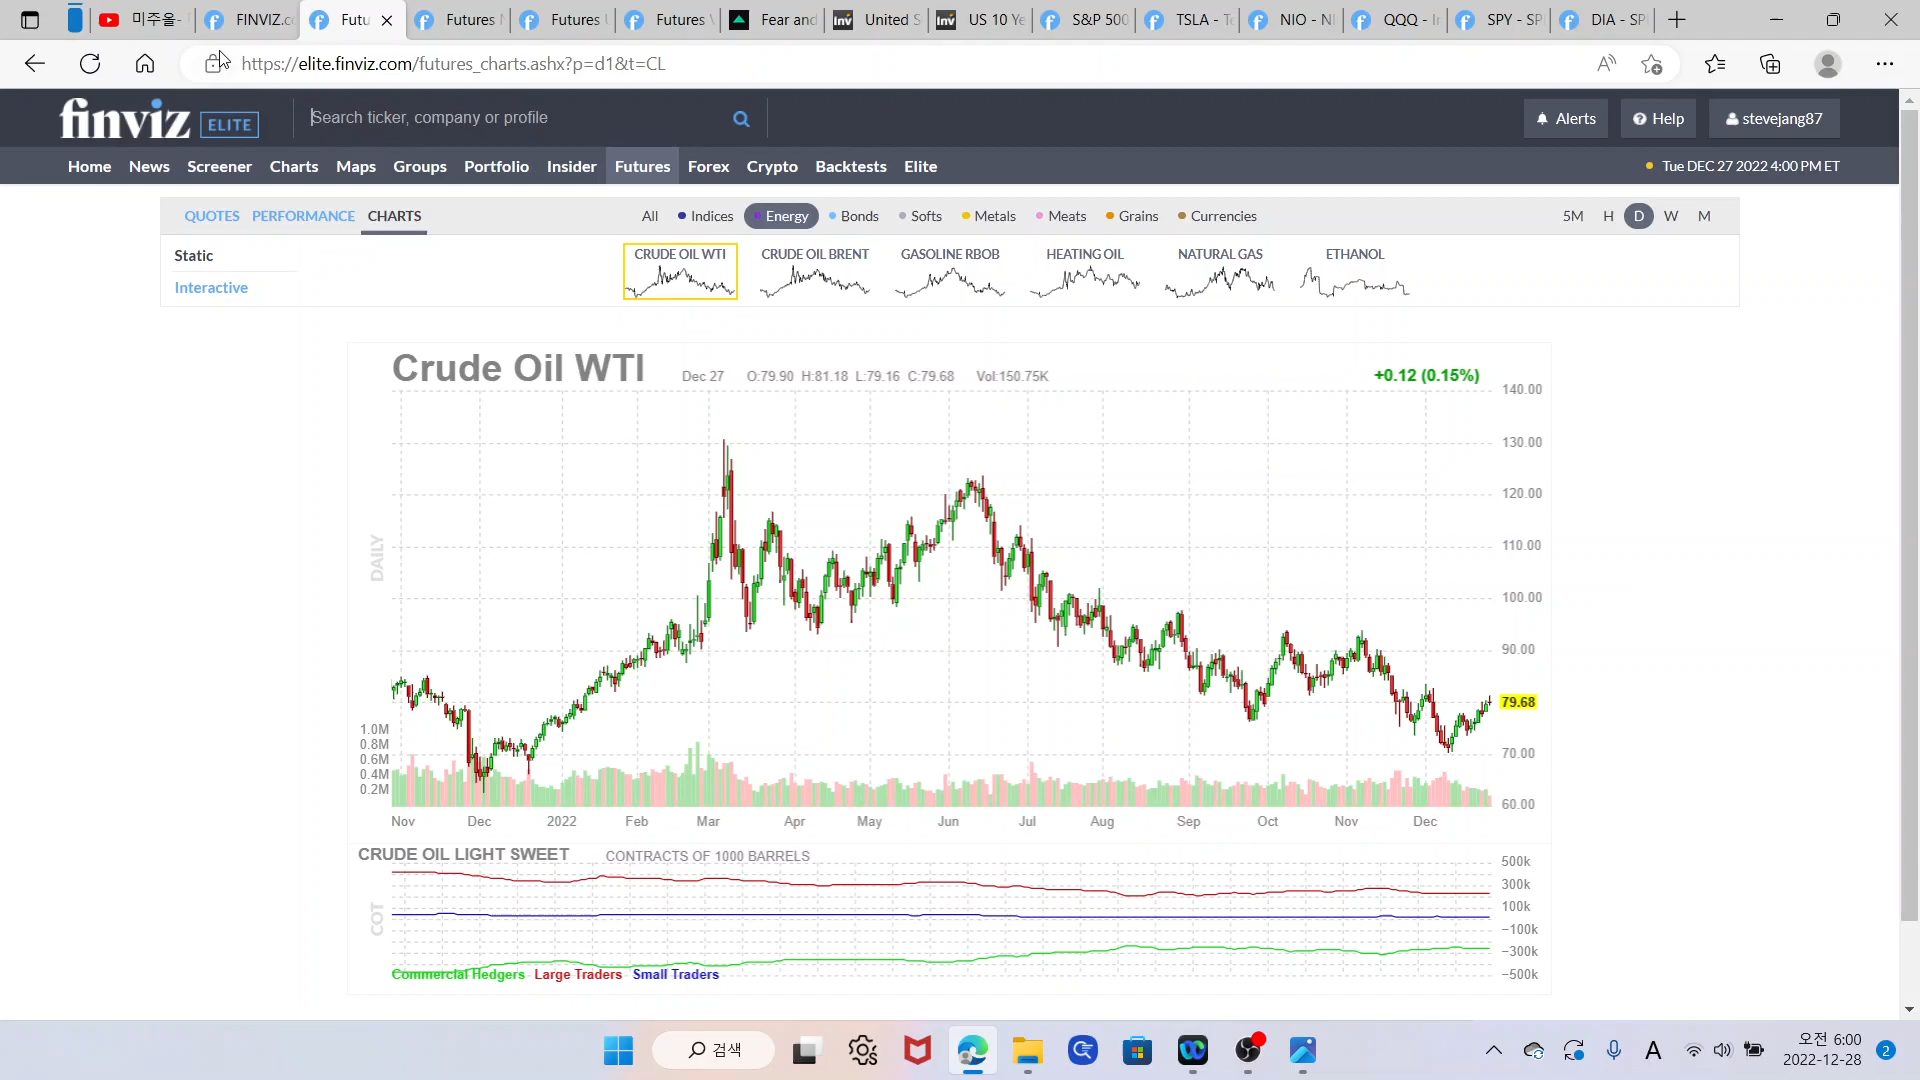 미주올-
FINVIZ.c
Futu
Futures
Futures
Futures
Fear and
United S
US 10 Ye
S&P 500
TSLA - T
NIO - N
QQQ - I
SPY - SP
DIA - SP
https://elite.finviz.com/futures_charts.ashx?p=d1&t=CL
finviz ELITE
Search ticker, company or profile
Alerts
Help
stevejang87
Home News Screener Charts Maps Groups Portfolio Insider Futures Forex Crypto Backtests Elite
Tue DEC 27 2022 4:00 PM ET
QUOTES PERFORMANCE CHARTS
All Indices Energy Bonds Softs Metals Meats Grains Currencies
5M H D W M
Static
Interactive
CRUDE OIL WTI
CRUDE OIL BRENT
GASOLINE RBOB
HEATING OIL
NATURAL GAS
ETHANOL
Crude Oil WTI Dec 27 O:79.90 H:81.18 L:79.16 C:79.68 Vol:150.75K +0.12 (0.15%)
DAILY
140.00
130.00
120.00
110.00
100.00
90.00
79.68
70.00
60.00
1.0M
0.8M
0.6M
0.4M
0.2M
Nov Dec 2022 Feb Mar Apr May Jun Jul Aug Sep Oct Nov Dec
CRUDE OIL LIGHT SWEET CONTRACTS OF 1000 BARRELS
COT
500k
300k
100k
−100k
−300k
−500k
Commercial Hedgers Large Traders Small Traders
검색
A
오전 6:00
2022-12-28
2